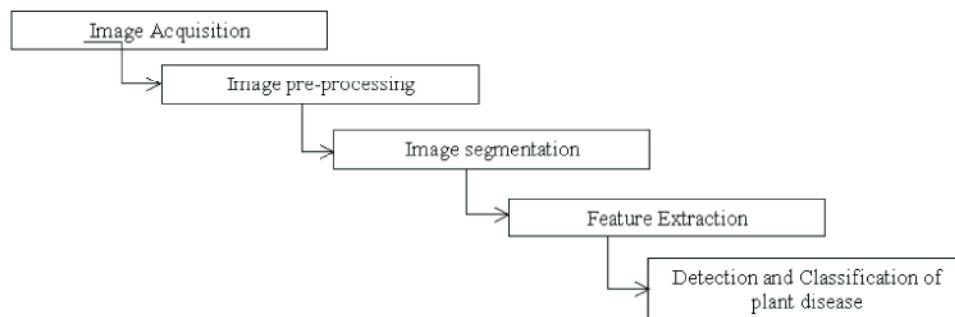 Image Acquisition
Image pre-processing
Image segmentation
Feature Extraction
Detection and Classification of
plant disease